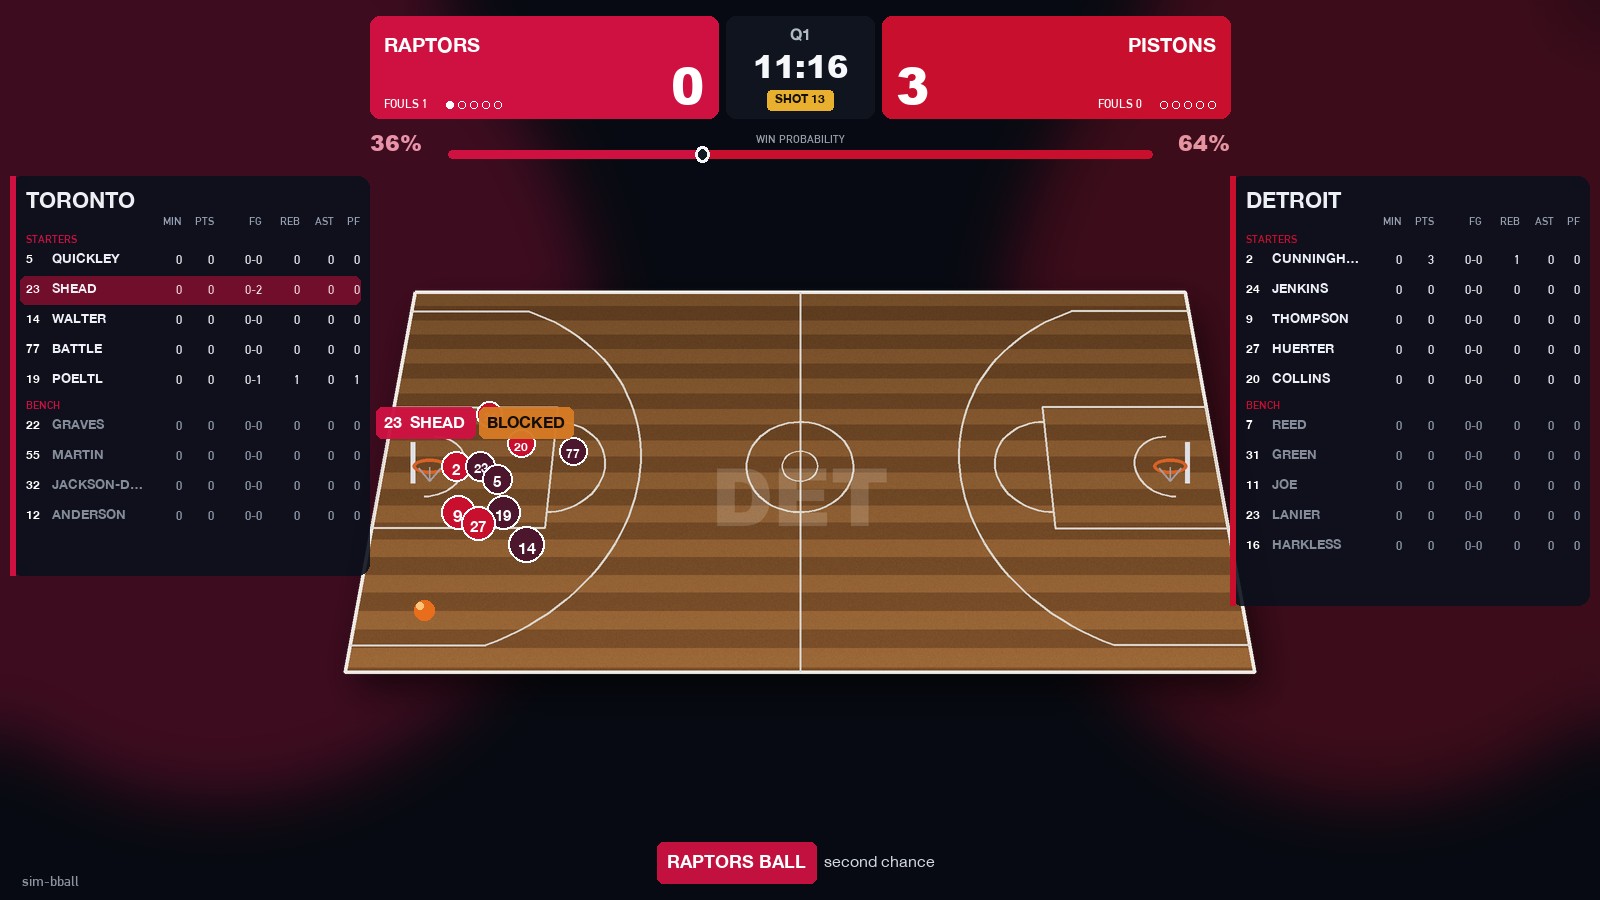 RAPTORS
0
FOULS 1
Q1
11:16
SHOT 13
PISTONS
3
FOULS 0
36%
WIN PROBABILITY
64%
TORONTO
MIN PTS FG REB AST PF
STARTERS
5 QUICKLEY 0 0 0-0 0 0 0
23 SHEAD 0 0 0-2 0 0 0
14 WALTER 0 0 0-0 0 0 0
77 BATTLE 0 0 0-0 0 0 0
19 POELTL 0 0 0-1 1 0 1
BENCH
22 GRAVES 0 0 0-0 0 0 0
55 MARTIN 0 0 0-0 0 0 0
32 JACKSON-D... 0 0 0-0 0 0 0
12 ANDERSON 0 0 0-0 0 0 0
DETROIT
MIN PTS FG REB AST PF
STARTERS
2 CUNNINGH... 0 3 0-0 1 0 0
24 JENKINS 0 0 0-0 0 0 0
9 THOMPSON 0 0 0-0 0 0 0
27 HUERTER 0 0 0-0 0 0 0
20 COLLINS 0 0 0-0 0 0 0
BENCH
7 REED 0 0 0-0 0 0 0
31 GREEN 0 0 0-0 0 0 0
11 JOE 0 0 0-0 0 0 0
23 LANIER 0 0 0-0 0 0 0
16 HARKLESS 0 0 0-0 0 0 0
23 SHEAD BLOCKED
20
77
2
23
5
9
19
27
14
DET
RAPTORS BALL second chance
sim-bball